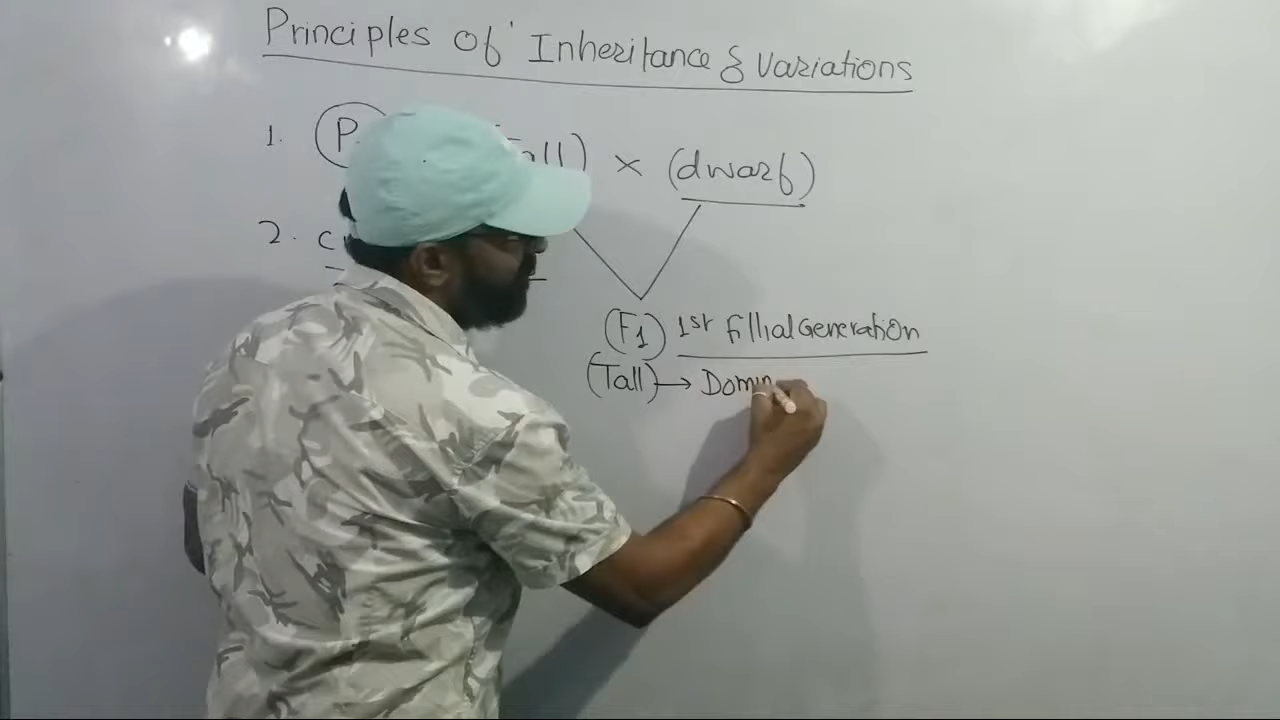 Principles of Inheritance & Variations
1. P × (dwarf)
2. C
(F1) 1st fillial Generation
(Tall) → Domin